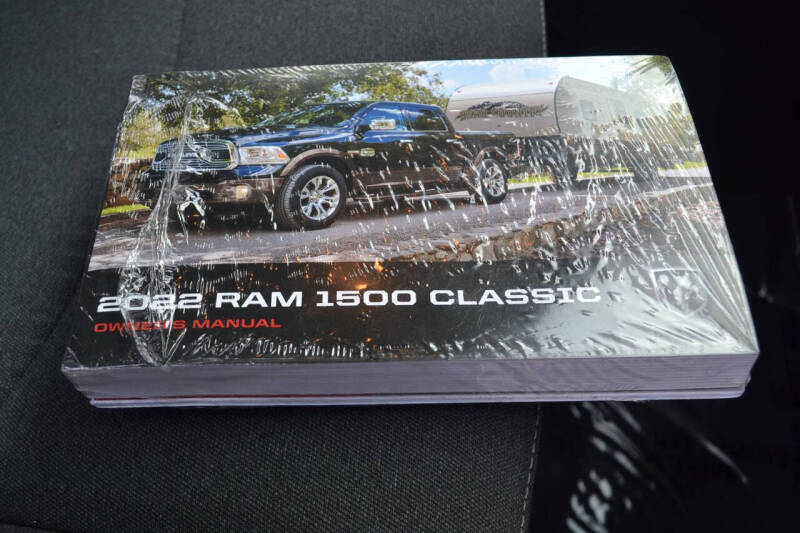 2022 RAM 1500 CLASSIC
OWNER'S MANUAL